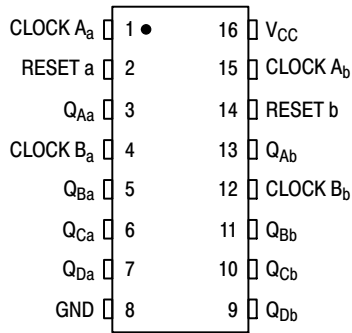 CLOCK Aa 1 16 VCC
RESET a 2 15 CLOCK Ab
QAa 3 14 RESET b
CLOCK Ba 4 13 QAb
QBa 5 12 CLOCK Bb
QCa 6 11 QBb
QDa 7 10 QCb
GND 8 9 QDb